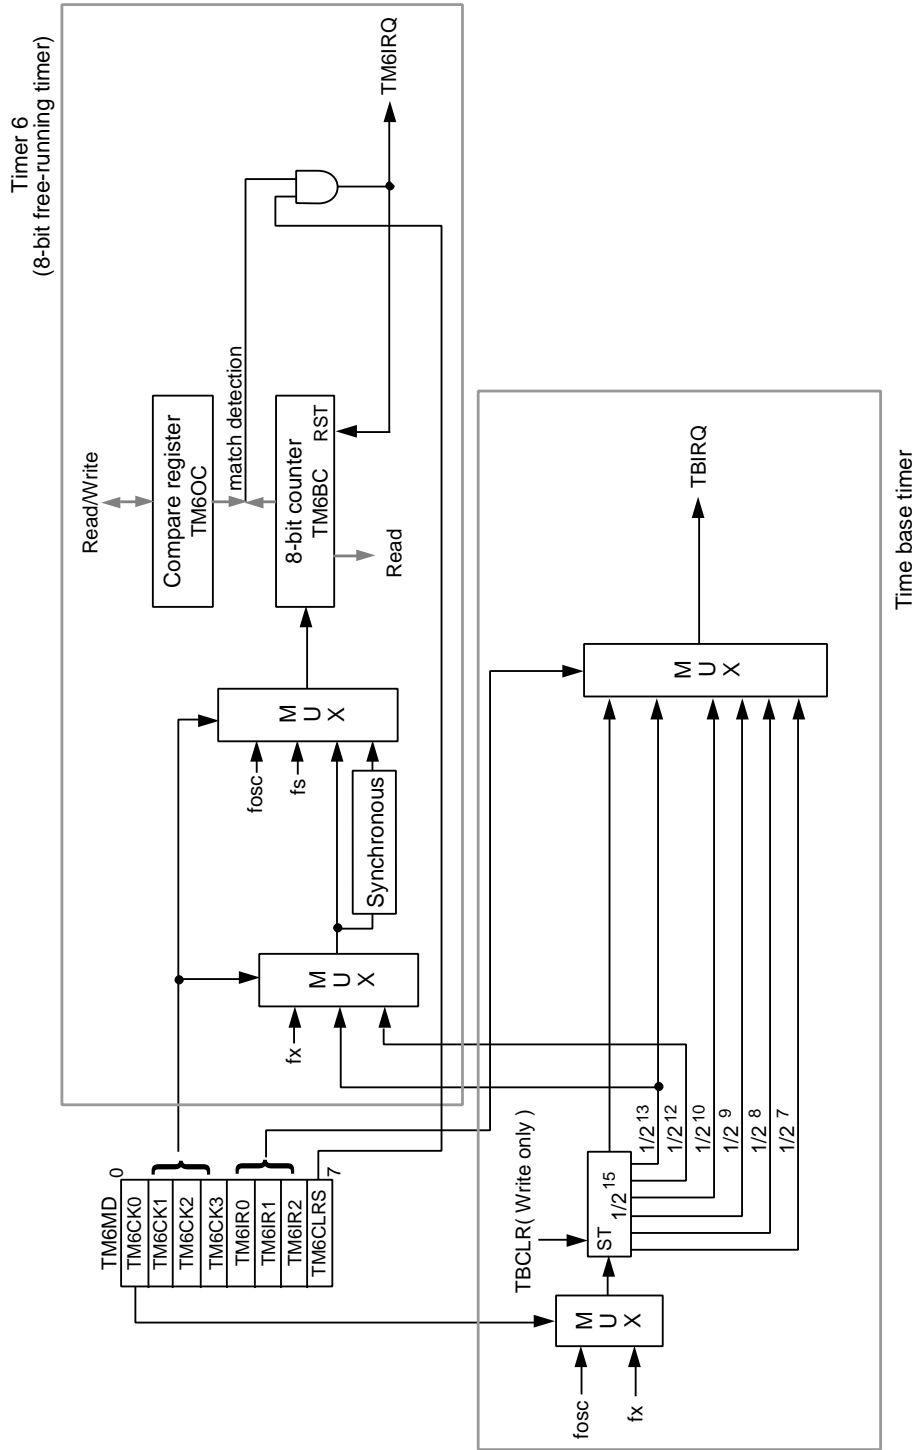 Timer 6
(8-bit free-running timer)
Read/Write
Compare register
TM6OC
match detection
8-bit counter
TM6BC
RST
Read
TM6IRQ
M
U
X
fosc
fs
Synchronous
M
U
X
fx
TM6MD
0
TM6CK0
TM6CK1
TM6CK2
TM6CK3
TM6IR0
TM6IR1
TM6IR2
TM6CLRS
7
TBCLR( Write only )
ST
1/2 15
1/2 13
1/2 12
1/2 10
1/2 9
1/2 8
1/2 7
M
U
X
fosc
fx
M
U
X
TBIRQ
Time base timer